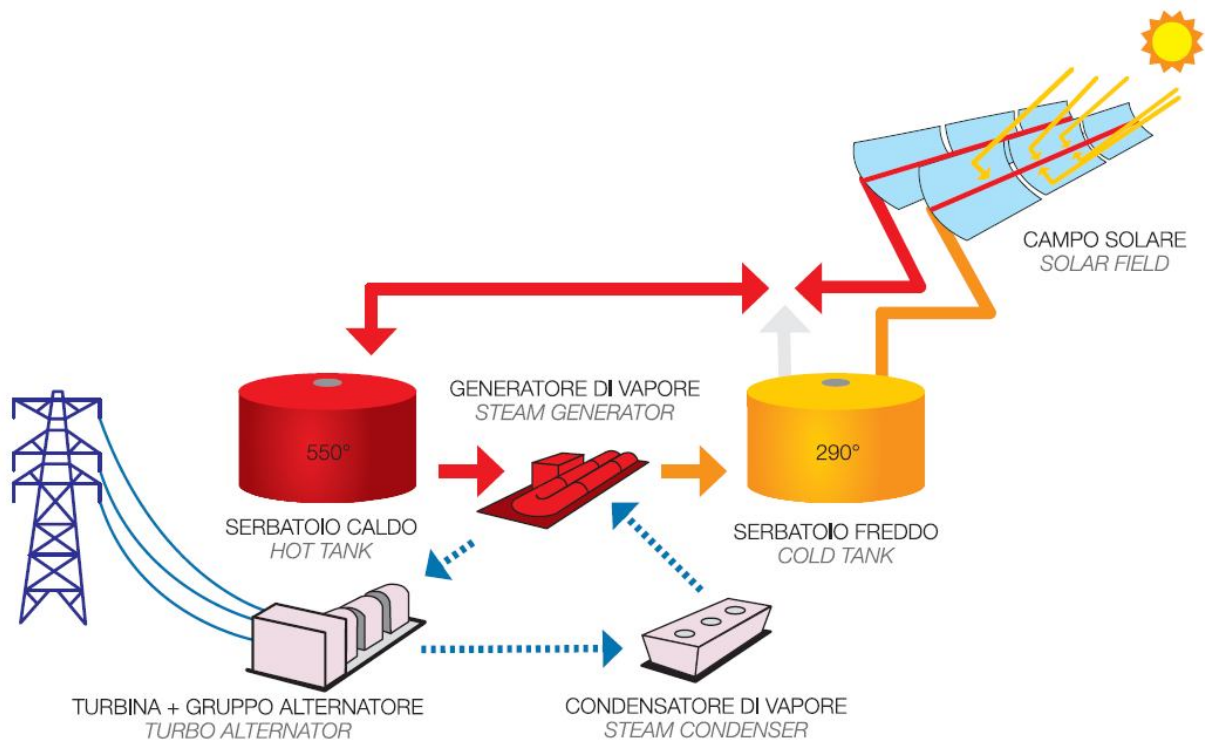 CAMPO SOLARE
SOLAR FIELD
GENERATORE DI VAPORE
STEAM GENERATOR
550°
290°
SERBATOIO CALDO
HOT TANK
SERBATOIO FREDDO
COLD TANK
TURBINA + GRUPPO ALTERNATORE
TURBO ALTERNATOR
CONDENSATORE DI VAPORE
STEAM CONDENSER